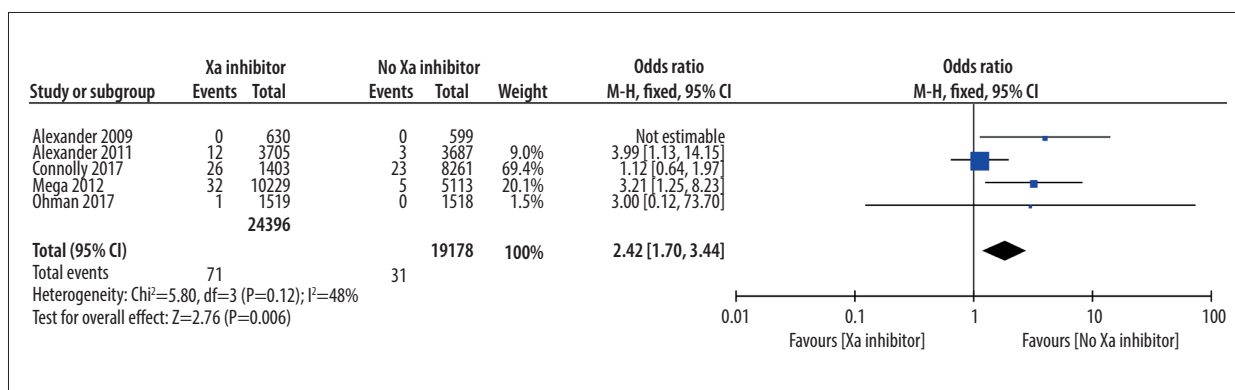 Xa inhibitor No Xa inhibitor Odds ratio Odds ratio
Study or subgroup Events Total Events Total Weight M-H, fixed, 95% CI M-H, fixed, 95% CI
Alexander 2009 0 630 0 599 Not estimable
Alexander 2011 12 3705 3 3687 9.0% 3.99 [1.13, 14.15]
Connolly 2017 26 1403 23 8261 69.4% 1.12 [0.64, 1.97]
Mega 2012 32 10229 5 5113 20.1% 3.21 [1.25, 8.23]
Ohman 2017 1 1519 0 1518 1.5% 3.00 [0.12, 73.70]
24396
Total (95% CI) 19178 100% 2.42 [1.70, 3.44]
Total events 71 31
Heterogeneity: Chi²=5.80, df=3 (P=0.12); I²=48%
Test for overall effect: Z=2.76 (P=0.006)
0.01 0.1 1 10 100
Favours [Xa inhibitor] Favours [No Xa inhibitor]